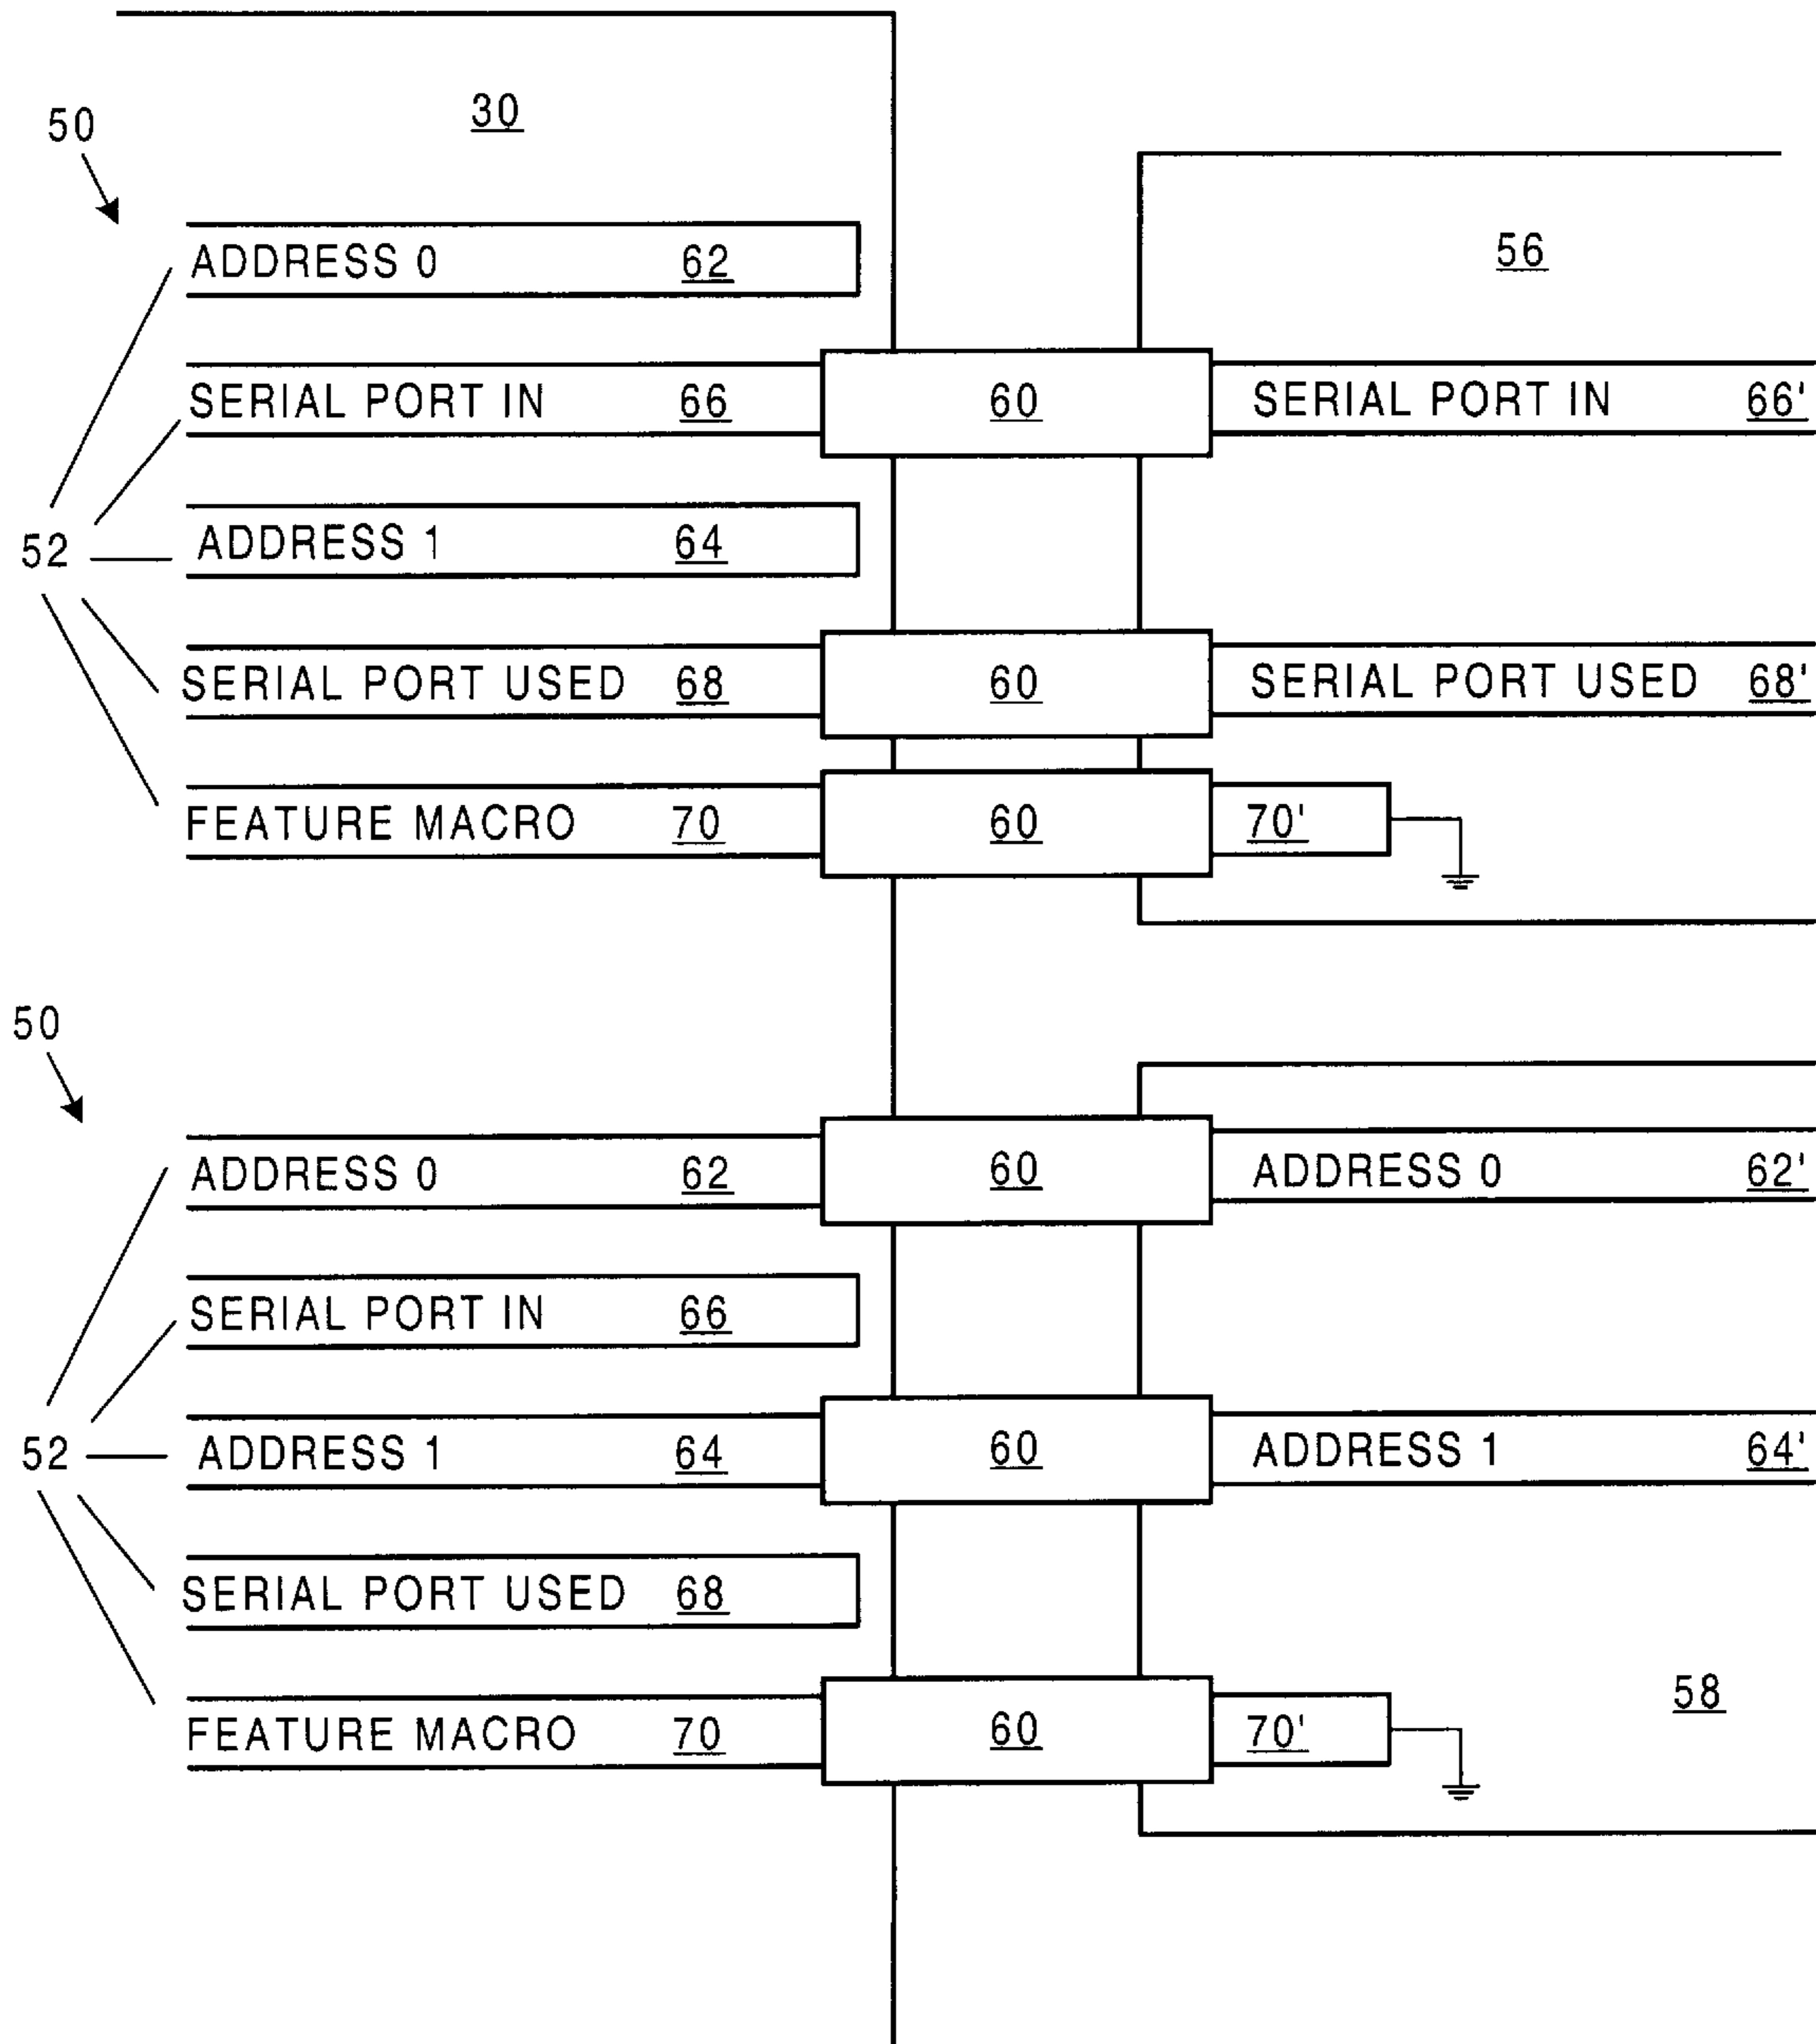 30
50
56
ADDRESS 0 62
SERIAL PORT IN 66 60 SERIAL PORT IN 66'
52 ADDRESS 1 64
SERIAL PORT USED 68 60 SERIAL PORT USED 68'
FEATURE MACRO 70 60 70'
50
ADDRESS 0 62 60 ADDRESS 0 62'
SERIAL PORT IN 66
52 ADDRESS 1 64 60 ADDRESS 1 64'
SERIAL PORT USED 68
58
FEATURE MACRO 70 60 70'